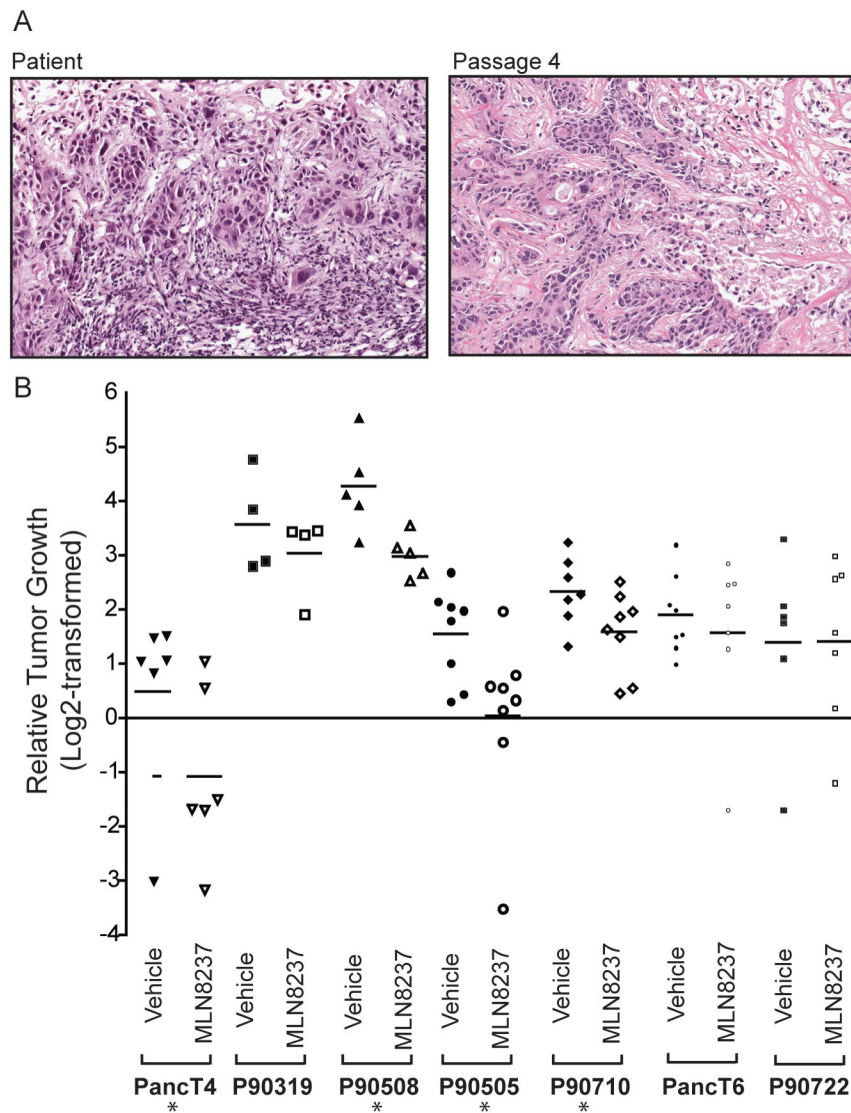 A
Patient
Passage 4
B
Relative Tumor Growth
(Log2-transformed)
6
5
4
3
2
1
0
-1
-2
-3
-4
Vehicle
MLN8237
Vehicle
MLN8237
Vehicle
MLN8237
Vehicle
MLN8237
Vehicle
MLN8237
Vehicle
MLN8237
Vehicle
MLN8237
PancT4 P90319 P90508 P90505 P90710 PancT6 P90722
* * * *